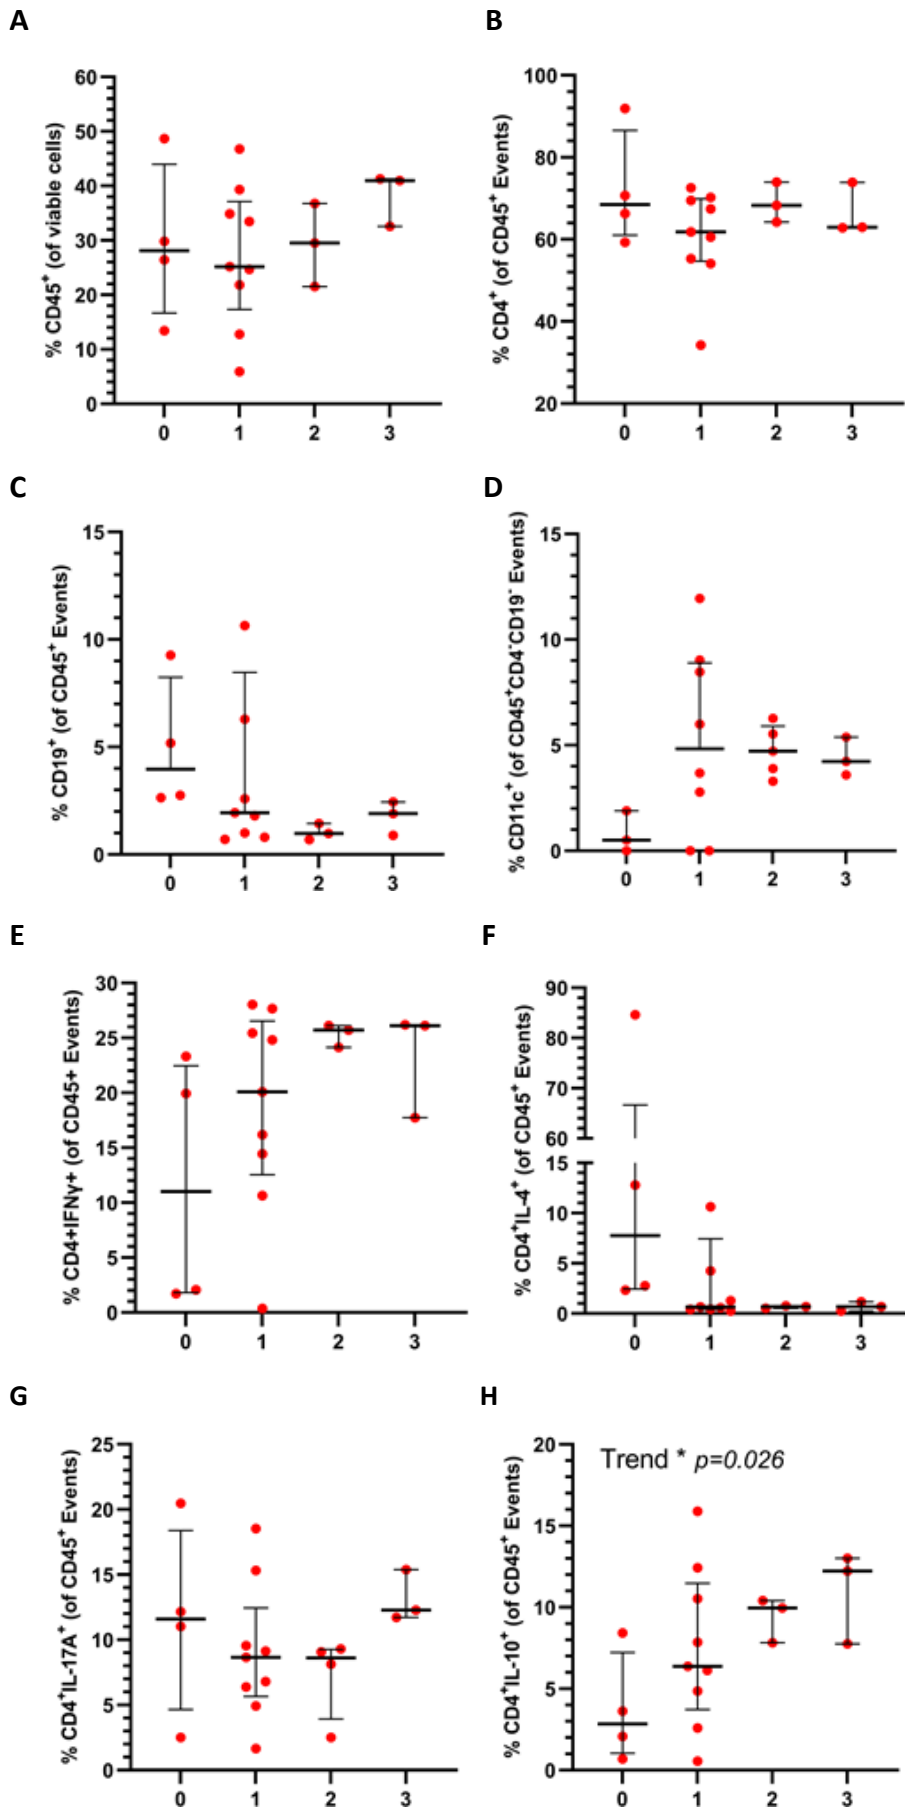 A
B
% CD45⁺ (of viable cells)
60
50
40
30
20
10
0
0 1 2 3
% CD4⁺ (of CD45⁺ Events)
100
80
60
40
20
0 1 2 3
C
D
% CD19⁺ (of CD45⁺ Events)
15
10
5
0
0 1 2 3
% CD11c⁺ (of CD45⁺CD4⁻CD19⁻ Events)
15
10
5
0
0 1 2 3
E
F
% CD4+IFNγ+ (of CD45+ Events)
30
25
20
15
10
5
0
0 1 2 3
% CD4⁺IL-4⁺ (of CD45⁺ Events)
90
80
70
60
15
10
5
0
0 1 2 3
G
H
% CD4⁺IL-17A⁺ (of CD45⁺ Events)
25
20
15
10
5
0
0 1 2 3
% CD4⁺IL-10⁺ (of CD45⁺ Events)
Trend * p=0.026
20
15
10
5
0
0 1 2 3